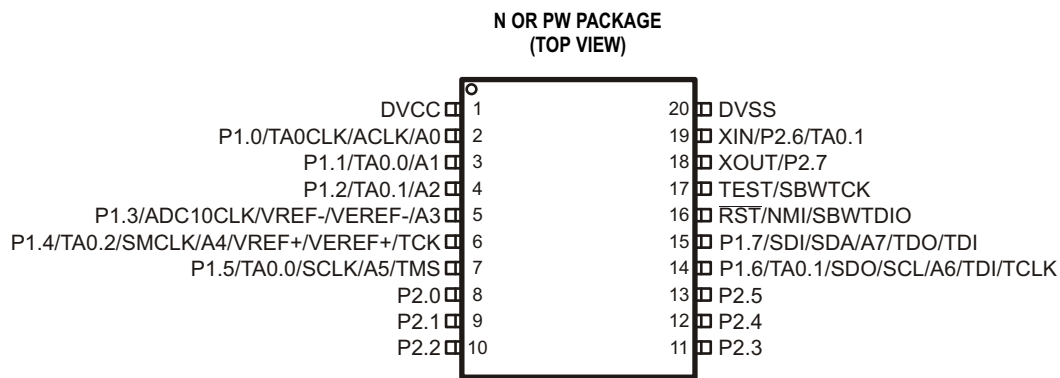 N OR PW PACKAGE
(TOP VIEW)
DVCC 1 20 DVSS
P1.0/TA0CLK/ACLK/A0 2 19 XIN/P2.6/TA0.1
P1.1/TA0.0/A1 3 18 XOUT/P2.7
P1.2/TA0.1/A2 4 17 TEST/SBWTCK
P1.3/ADC10CLK/VREF-/VEREF-/A3 5 16 RST/NMI/SBWTDIO
P1.4/TA0.2/SMCLK/A4/VREF+/VEREF+/TCK 6 15 P1.7/SDI/SDA/A7/TDO/TDI
P1.5/TA0.0/SCLK/A5/TMS 7 14 P1.6/TA0.1/SDO/SCL/A6/TDI/TCLK
P2.0 8 13 P2.5
P2.1 9 12 P2.4
P2.2 10 11 P2.3